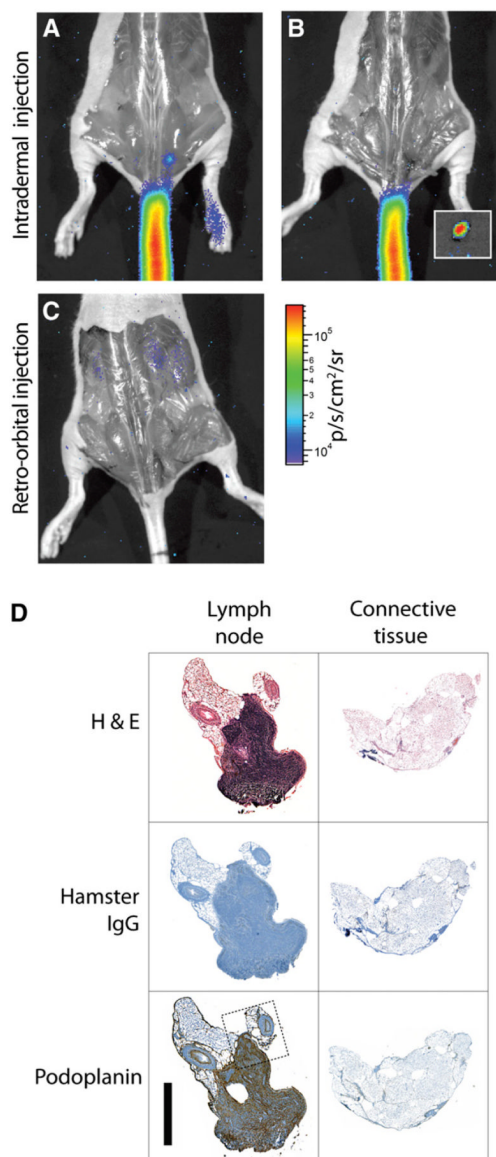 A
B
Intradermal injection
C
Retro-orbital injection
10⁵
6
4
3
2
10⁴
p/s/cm²/sr
D
Lymph
node
Connective
tissue
H & E
Hamster
IgG
Podoplanin